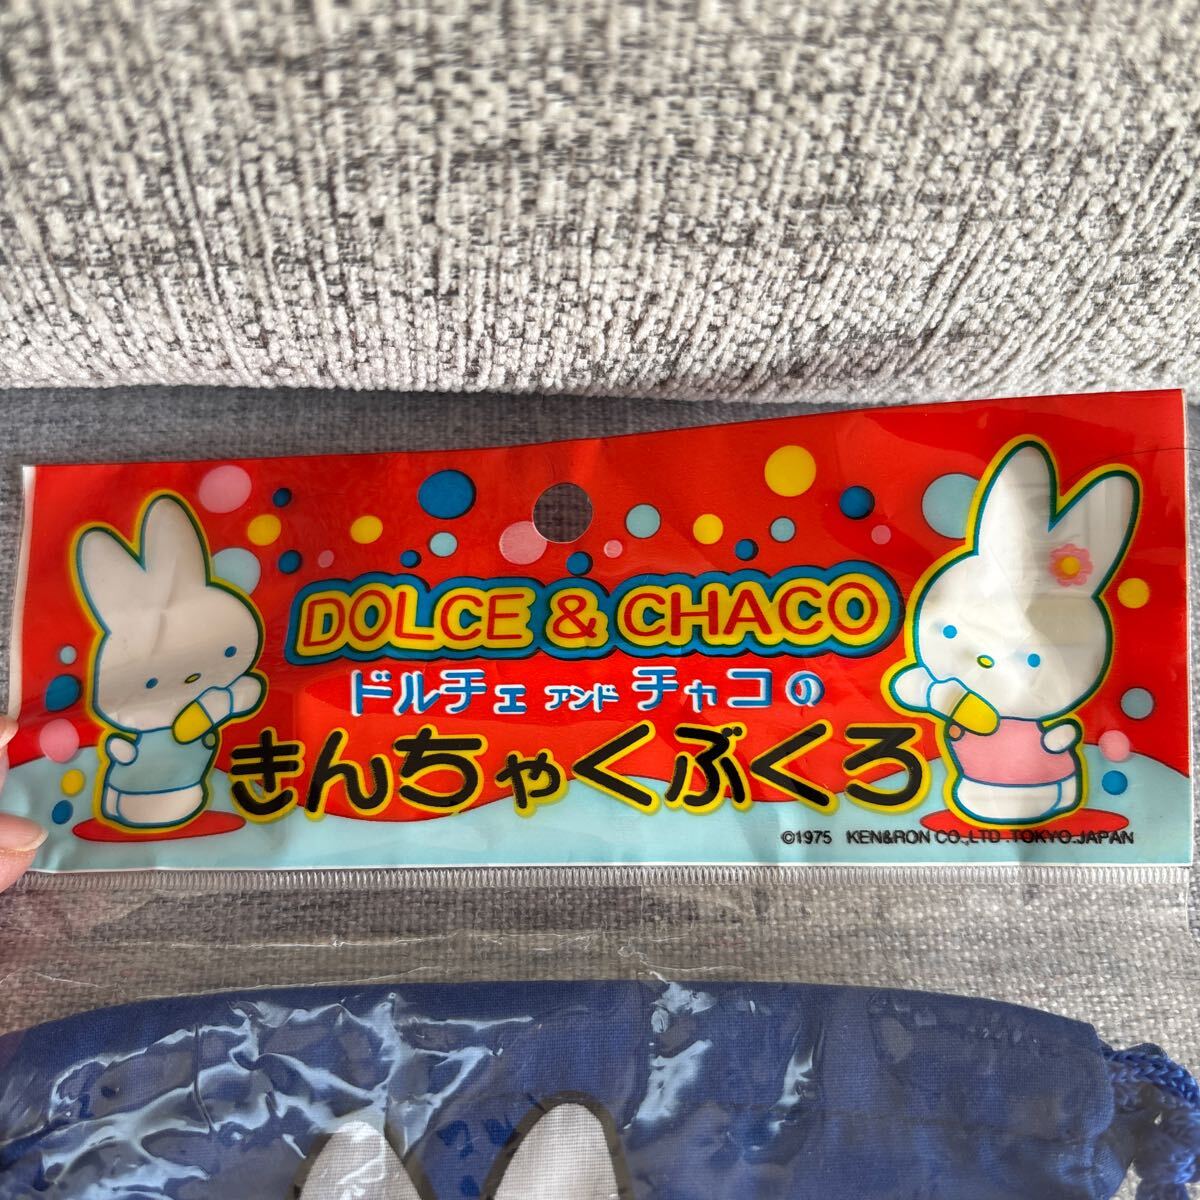 DOLCE & CHACO
ドルチェ アンド チャコの
きんちゃくぶくろ
©1975 KEN&RON CO.,LTD.TOKYO.JAPAN